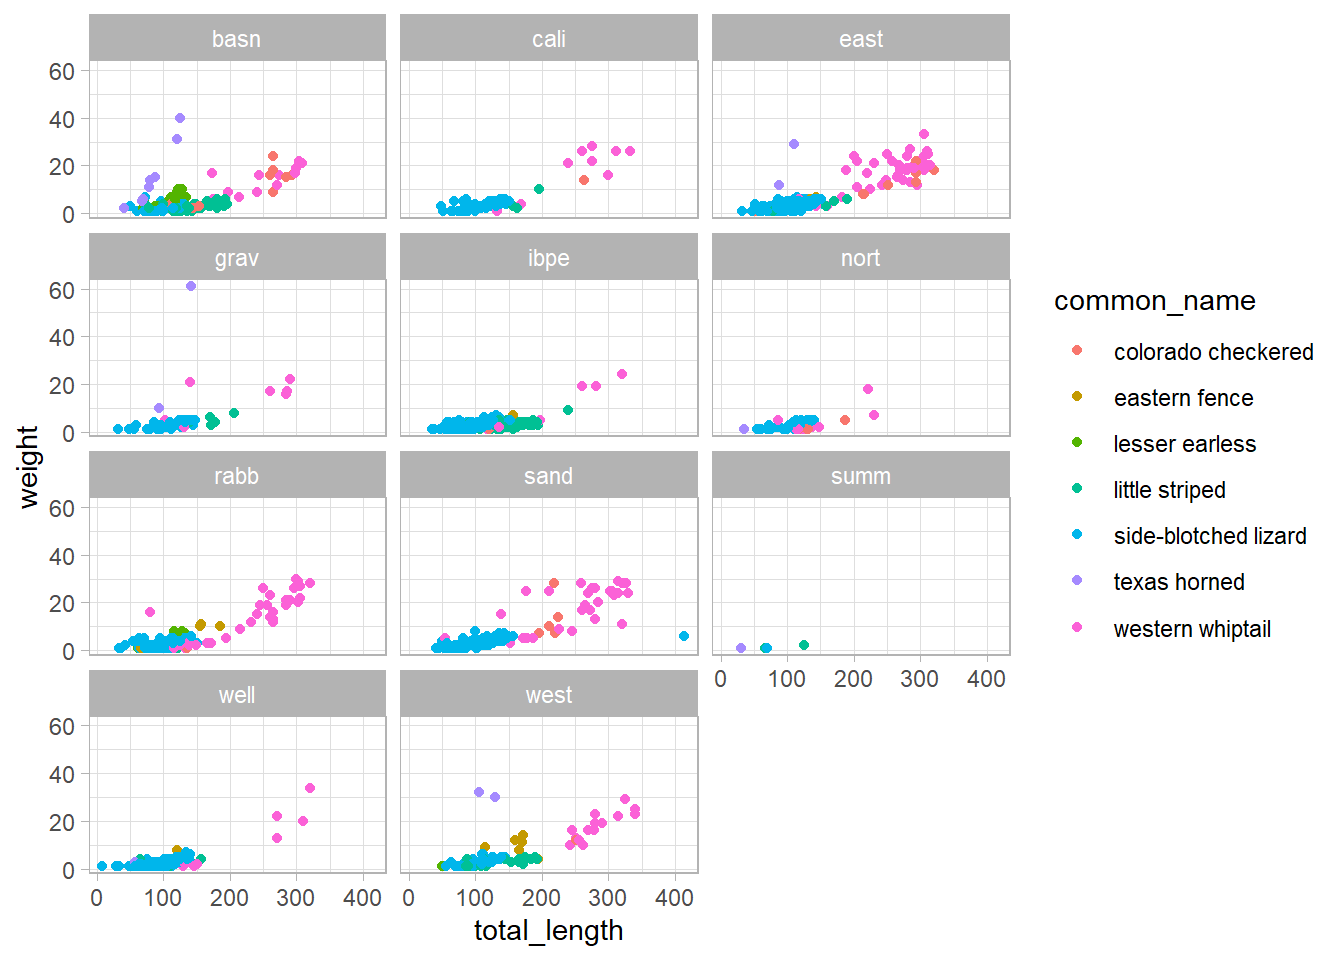 basn cali east
60
40
20
0
grav ibpe nort
60
40
20
0
rabb sand summ
60
40
20
0
0 100 200 300 400
well west
60
40
20
0
0 100 200 300 400 0 100 200 300 400
total_length
weight
common_name
colorado checkered
eastern fence
lesser earless
little striped
side-blotched lizard
texas horned
western whiptail